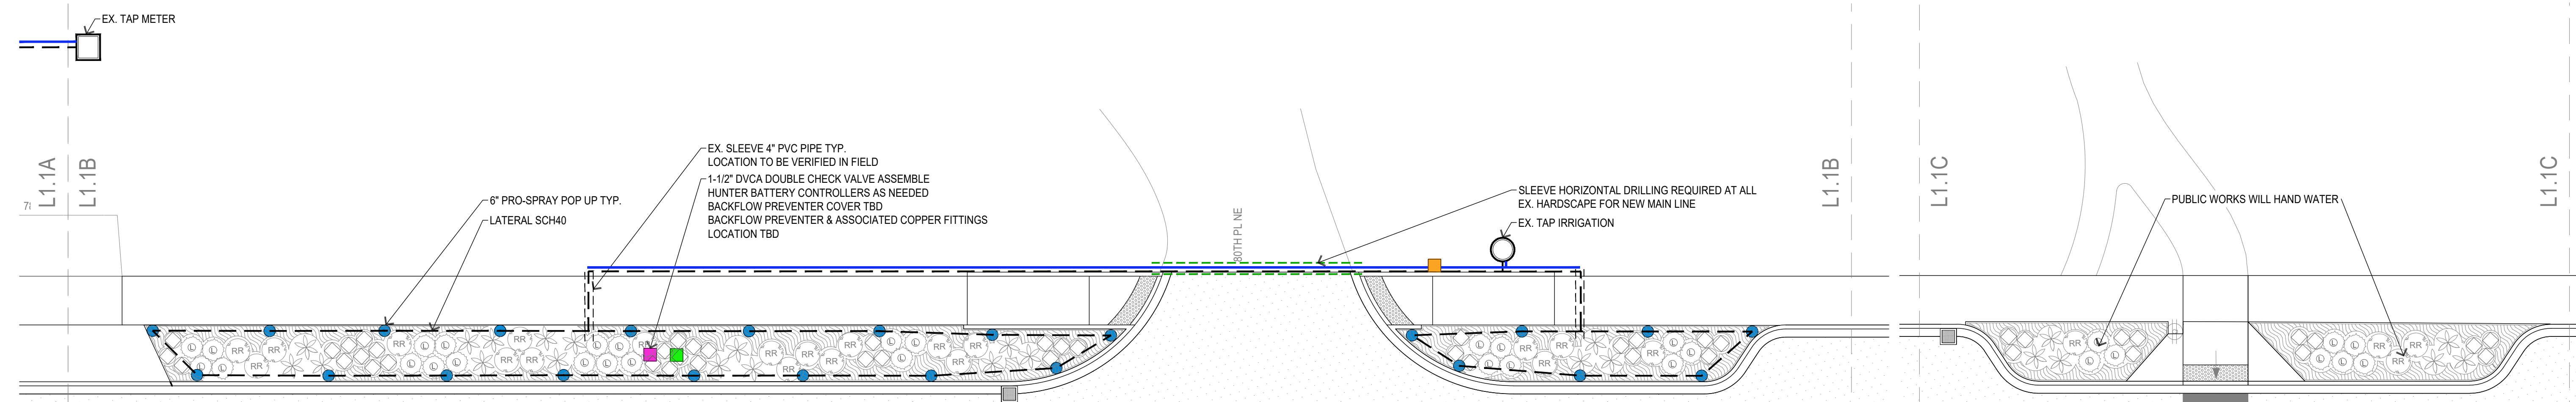 EX. TAP METER
L1.1A
L1.1B
6" PRO-SPRAY POP UP TYP.
LATERAL SCH40
EX. SLEEVE 4" PVC PIPE TYP.
LOCATION TO BE VERIFIED IN FIELD
1-1/2" DVCA DOUBLE CHECK VALVE ASSEMBLE
HUNTER BATTERY CONTROLLERS AS NEEDED
BACKFLOW PREVENTER COVER TBD
BACKFLOW PREVENTER & ASSOCIATED COPPER FITTINGS
LOCATION TBD
80TH PL NE
SLEEVE HORIZONTAL DRILLING REQUIRED AT ALL
EX. HARDSCAPE FOR NEW MAIN LINE
EX. TAP IRRIGATION
L1.1B
L1.1C
PUBLIC WORKS WILL HAND WATER
L1.1C